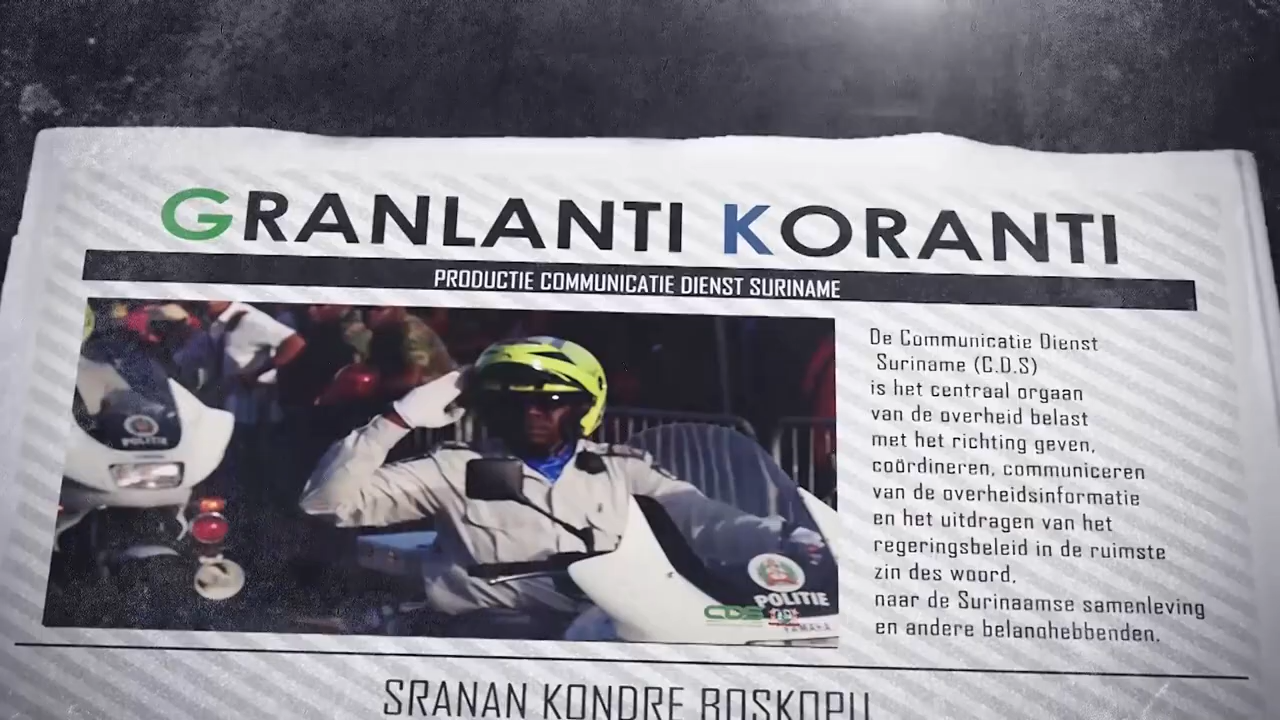 GRANLANTI KORANTI
PRODUCTIE COMMUNICATIE DIENST SURINAME
De Communicatie Dienst
Suriname (C.D.S)
is het centraal orgaan
van de overheid belast
met het richting geven,
coördineren, communiceren
van de overheidsinformatie
en het uitdragen van het
regeringsbeleid in de ruimste
zin des woord,
naar de Surinaamse samenleving
en andere belanghebbenden.
POLITIE
POLITIE
CDS
YAMAHA
SRANAN KONDRE BOSKOPU